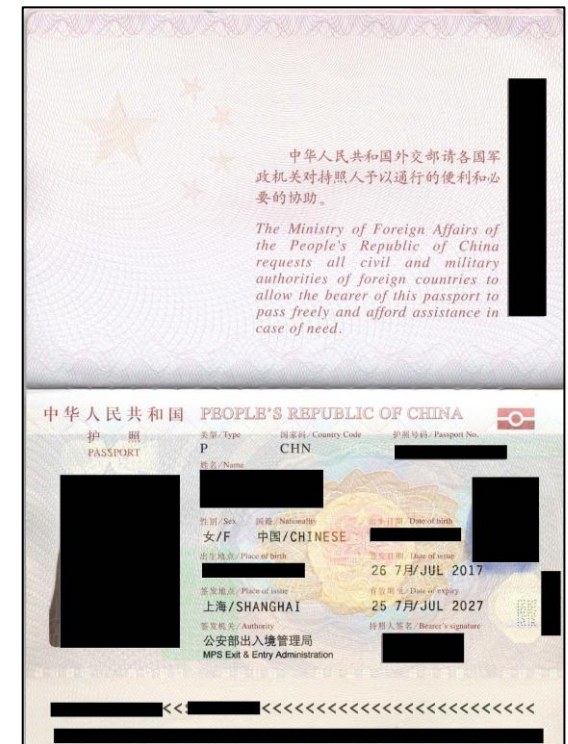 中华人民共和国外交部请各国军
政机关对持照人予以通行的便利和必
要的协助。
The Ministry of Foreign Affairs of
the People's Republic of China
requests all civil and military
authorities of foreign countries to
allow the bearer of this passport to
pass freely and afford assistance in
case of need.
中华人民共和国 PEOPLE'S REPUBLIC OF CHINA
护 照
PASSPORT
类型/Type 国家码/Country Code 护照号码/Passport No.
P CHN
姓名/Name
性别/Sex 国籍/Nationality 出生日期/Date of birth
女/F 中国/CHINESE
出生地点/Place of birth 签发日期/Date of issue
26 7月/JUL 2017
签发地点/Place of issue 有效期至/Date of expiry
上海/SHANGHAI 25 7月/JUL 2027
签发机关/Authority 持照人签名/Bearer's signature
公安部出入境管理局
MPS Exit & Entry Administration
<<
<<<<<<<<<<<<<<<<<<<<<<<<<